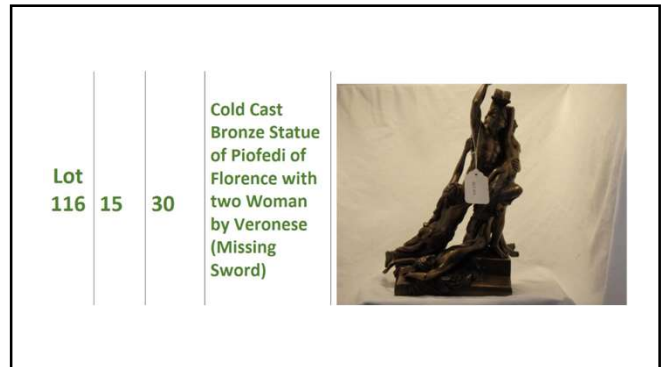 Lot
116
15
30
Cold Cast
Bronze Statue
of Piofedi of
Florence with
two Woman
by Veronese
(Missing
Sword)